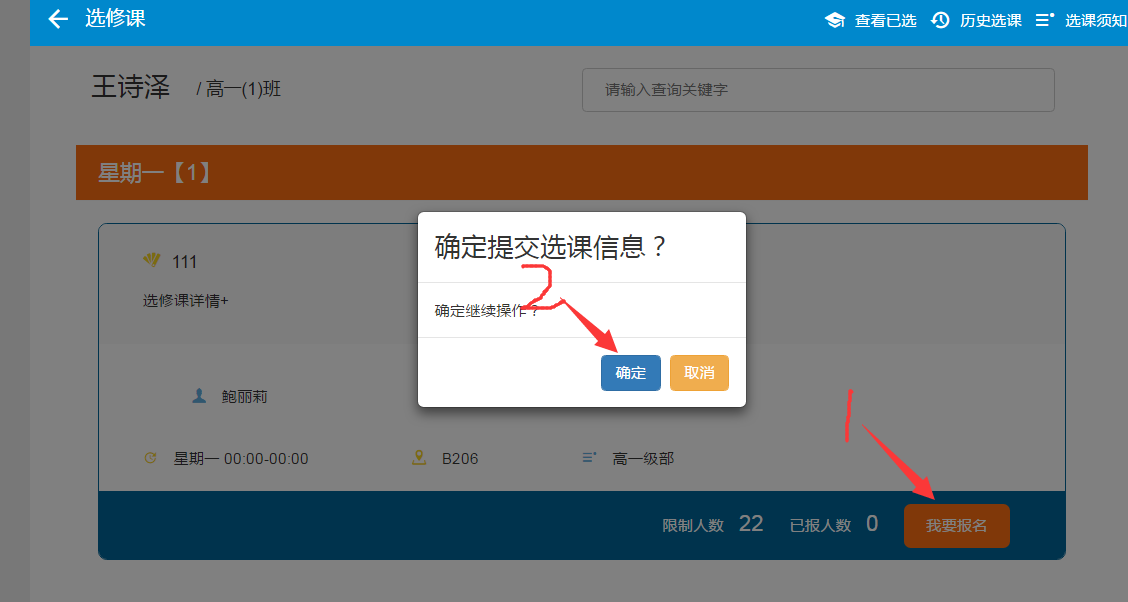 选修课 查看已选 历史选课 选课须知
王诗泽 / 高一(1)班 请输入查询关键字
星期一【1】
确定提交选课信息？
111
选修课详情+
2
确定继续操作？
确定 取消
鲍丽莉
1
星期一 00:00-00:00 B206 高一级部
限制人数 22 已报人数 0 我要报名